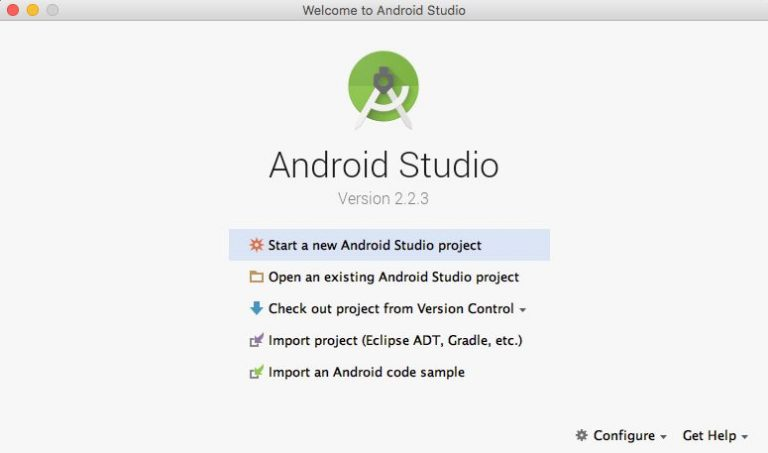 Welcome to Android Studio
Android Studio
Version 2.2.3
Start a new Android Studio project
Open an existing Android Studio project
Check out project from Version Control
Import project (Eclipse ADT, Gradle, etc.)
Import an Android code sample
Configure Get Help